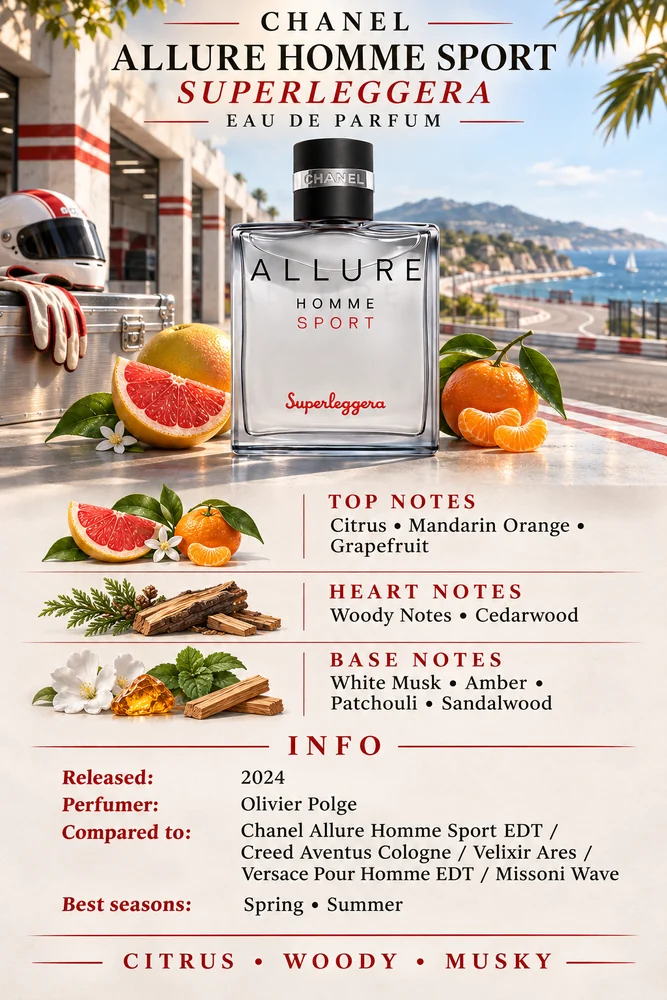 CHANEL
ALLURE HOMME SPORT
SUPERLEGGERA
EAU DE PARFUM
CHANEL
ALLURE
HOMME
SPORT
Superleggera
TOP NOTES
Citrus • Mandarin Orange •
Grapefruit
HEART NOTES
Woody Notes • Cedarwood
BASE NOTES
White Musk • Amber •
Patchouli • Sandalwood
INFO
Released: 2024
Perfumer: Olivier Polge
Compared to: Chanel Allure Homme Sport EDT /
Creed Aventus Cologne / Velixir Ares /
Versace Pour Homme EDT / Missoni Wave
Best seasons: Spring • Summer
CITRUS • WOODY • MUSKY